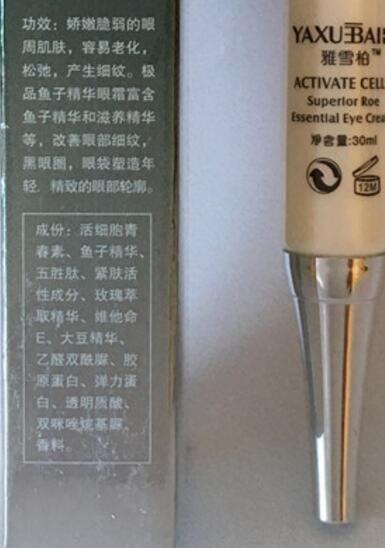 功效：娇嫩脆弱的眼
周肌肤，容易老化，
松弛，产生细纹。极
品鱼子精华眼霜富含
鱼子精华和滋养精华
等，改善眼部细纹，
黑眼圈，眼袋塑造年
轻 精致的眼部轮廓。
成份：活细胞青
春素、鱼子精华、
五胜肽、紧肤活
性成分、玫瑰萃
取精华、维他命
E、大豆精华、
乙醛双酰脲、胶
原蛋白、弹力蛋
白、透明质酸、
双咪唑烷基脲、
香料。
YAXUEBAI
雅雪柏™
ACTIVATE CELL
Superior Roe
Essential Eye Crea
净含量:30ml
12M